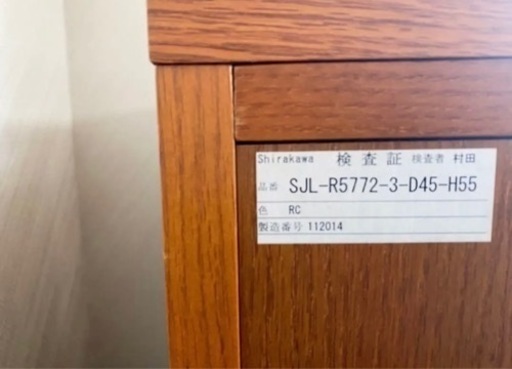 Shirakawa 検査証 検査者 村田
品番 SJL-R5772-3-D45-H55
色 RC
製造番号 112014